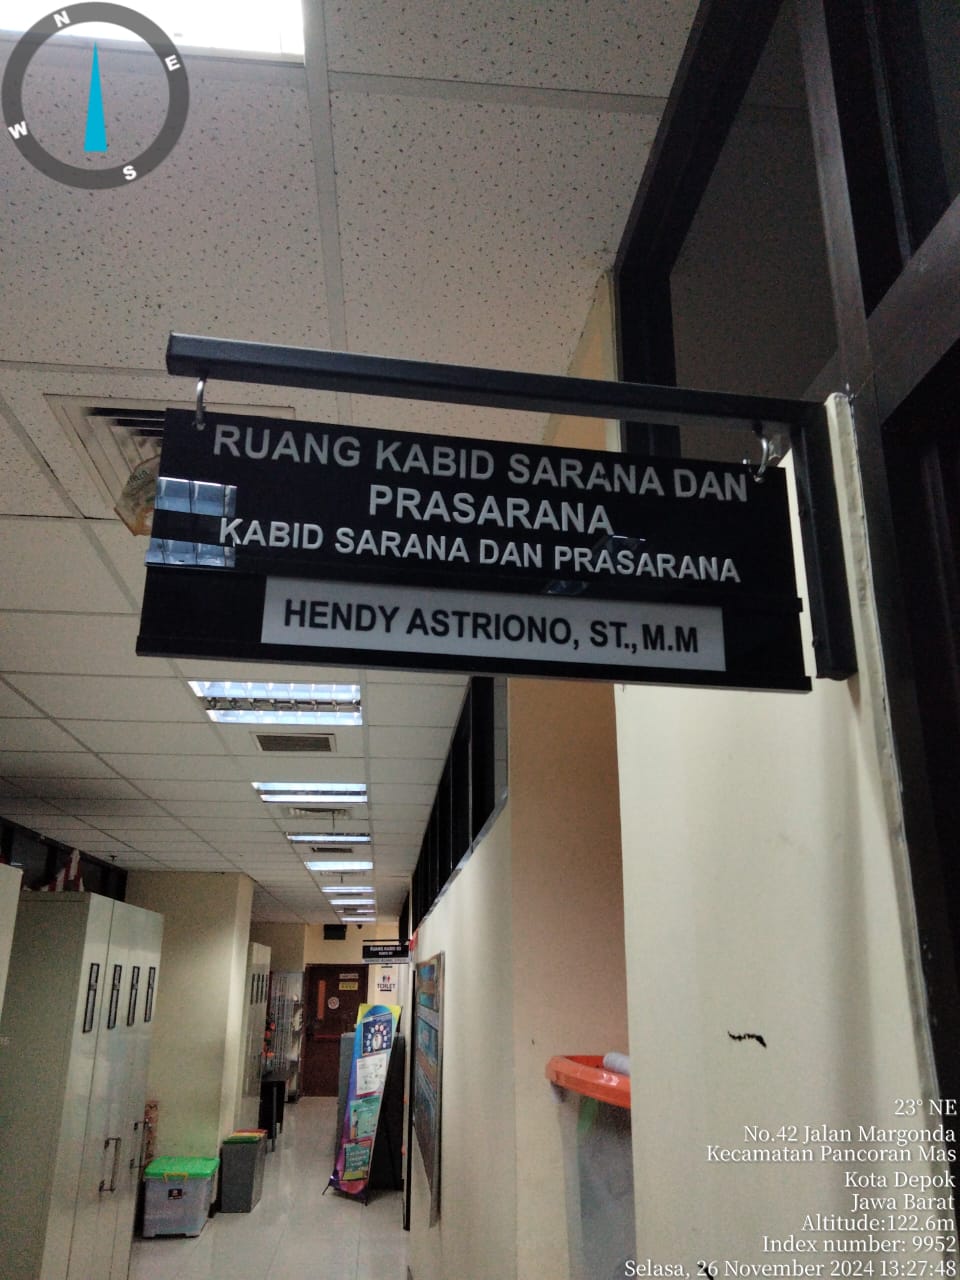 N
E
W
S
RUANG KABID SARANA DAN
PRASARANA
KABID SARANA DAN PRASARANA
HENDY ASTRIONO, ST., M.M
RUANG KABID
TOILET
23° NE
No.42 Jalan Margonda
Kecamatan Pancoran Mas
Kota Depok
Jawa Barat
Altitude:122.6m
Index number: 9952
Selasa, 26 November 2024 13:27:48